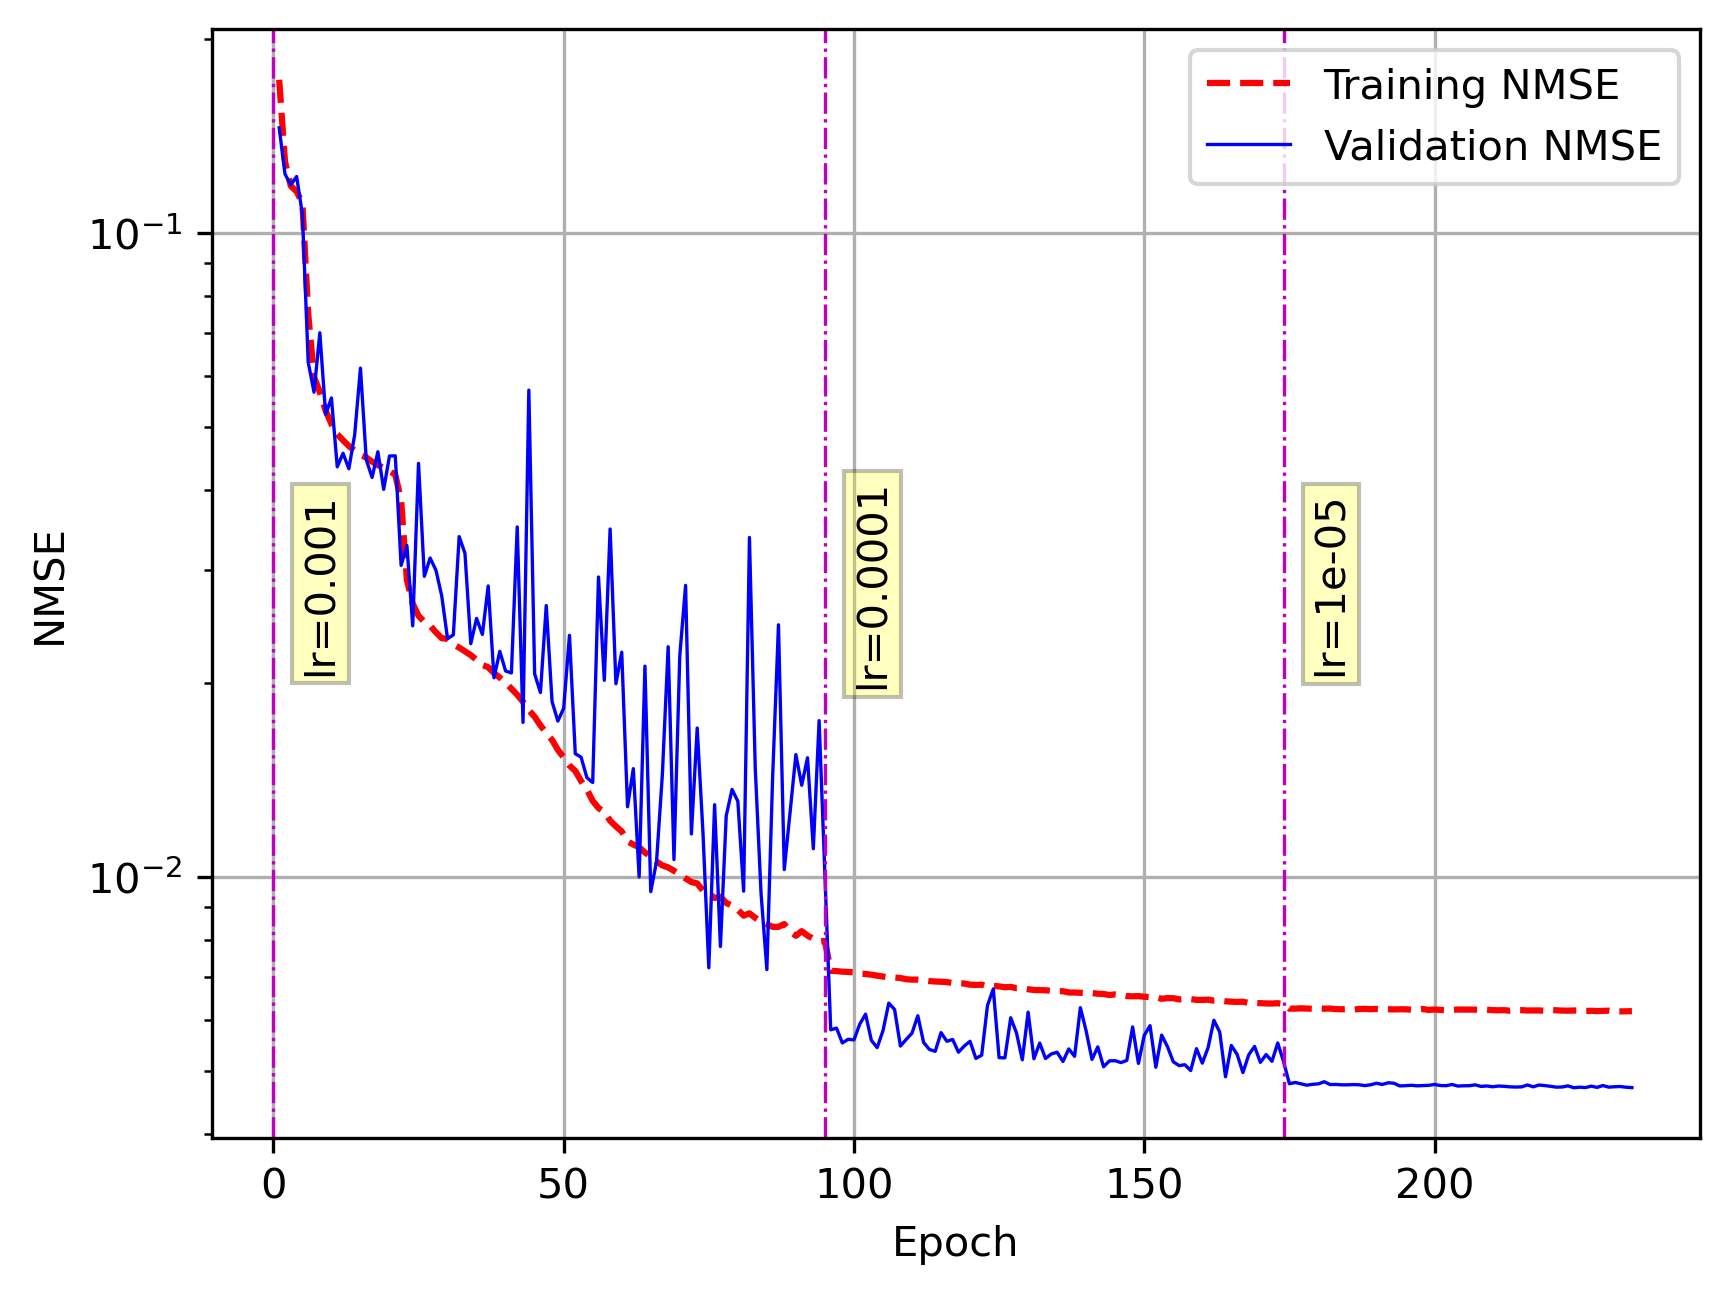 Training NMSE
Validation NMSE
NMSE
10⁻¹
10⁻²
lr=0.001
lr=0.0001
lr=1e-05
0 50 100 150 200
Epoch